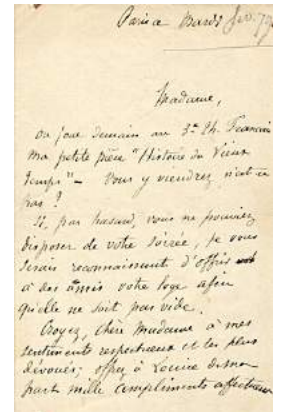 Paris Mardi
Madame,
On joue demain au 3e Th. Français
ma petite pièce "Histoire du Vieux
temps" — Vous y viendrez n'est-ce
pas ?
Si, par hasard, vous ne pouviez
disposer de votre soirée, je vous
serais reconnaissant d'offrir
à des amis votre loge afin
qu'elle ne soit pas vide.
Croyez, chère Madame à mes
sentiments respectueux et les plus
dévoués; offrez à Louise de ma
part mille compliments affectueux